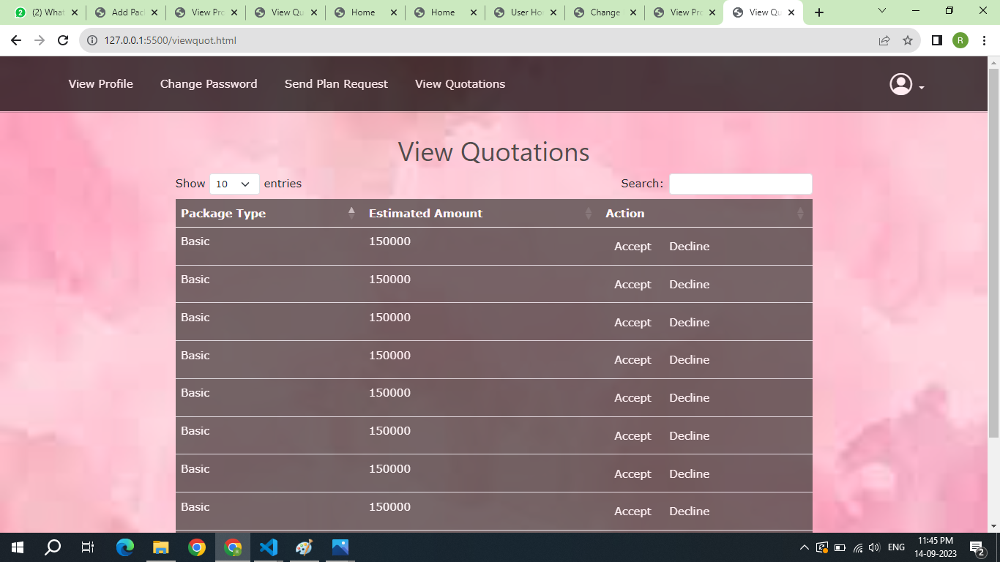 (2) What
Add Pac
View Pro
View Qu
Home
Home
User Ho
Change
View Pro
View Qu
127.0.0.1:5500/viewquot.html
R
View Profile Change Password Send Plan Request View Quotations
View Quotations
Show 10 entries Search:
Package Type Estimated Amount Action
Basic 150000 Accept Decline
Basic 150000 Accept Decline
Basic 150000 Accept Decline
Basic 150000 Accept Decline
Basic 150000 Accept Decline
Basic 150000 Accept Decline
Basic 150000 Accept Decline
Basic 150000 Accept Decline
ENG
11:45 PM
14-09-2023
2